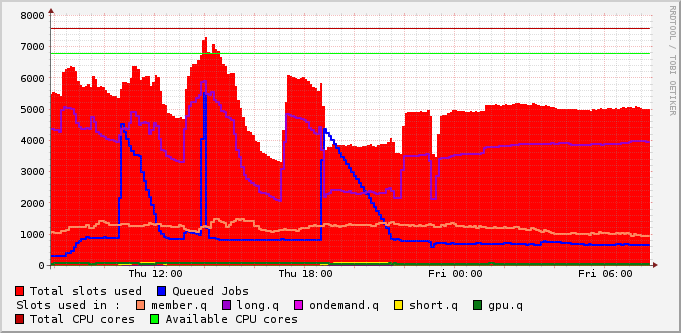 8000
7000
6000
5000
4000
3000
2000
1000
0
Thu 12:00 Thu 18:00 Fri 00:00 Fri 06:00
RRDTOOL / TOBI OETIKER
Total slots used Queued Jobs
Slots used in : member.q long.q ondemand.q short.q gpu.q
Total CPU cores Available CPU cores